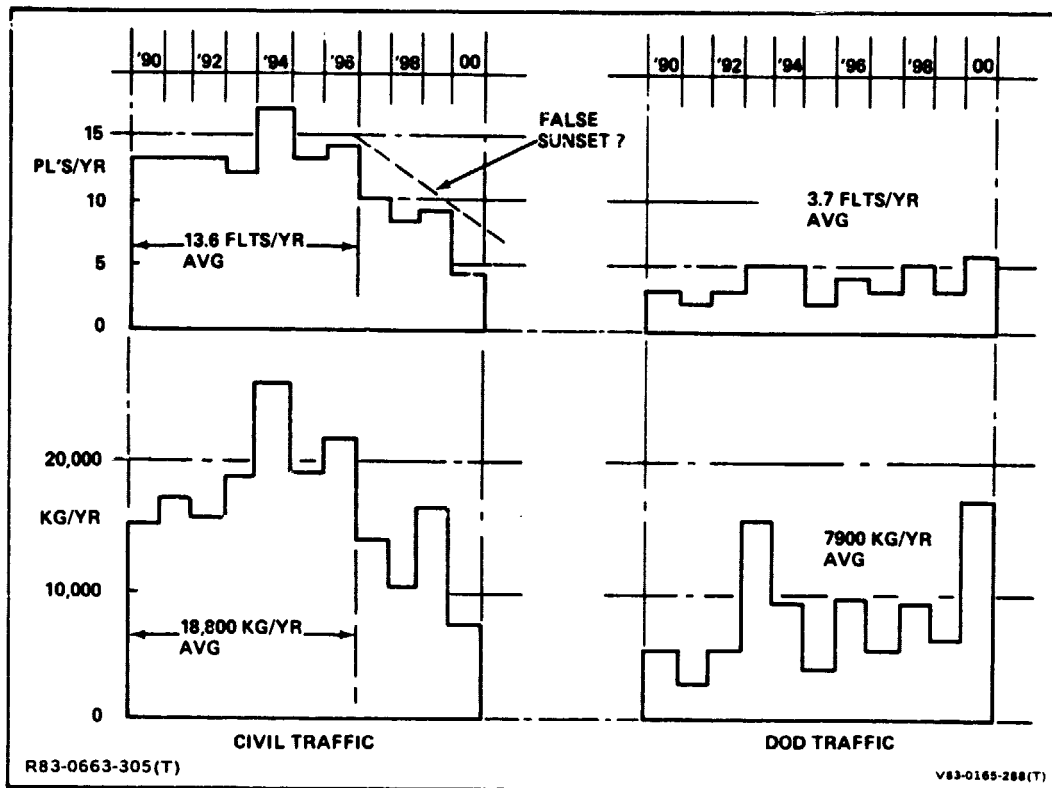 '90 '92 '94 '96 '98 00
'90 '92 '94 '96 '98 00
FALSE
SUNSET ?
15
PL'S/YR
10
5
0
13.6 FLTS/YR
AVG
3.7 FLTS/YR
AVG
20,000
KG/YR
10,000
0
18,800 KG/YR
AVG
7900 KG/YR
AVG
CIVIL TRAFFIC
DOD TRAFFIC
R83-0663-305(T)
V83-0165-288(T)